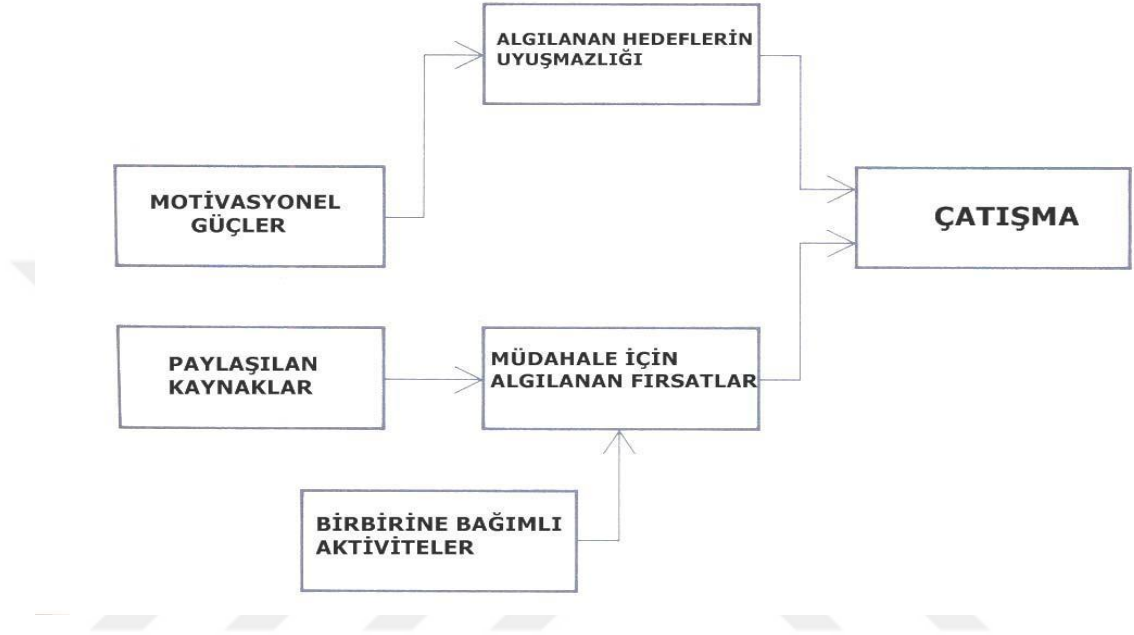 ALGILANAN HEDEFLERİN
UYUŞMAZLIĞI
MOTİVASYONEL
GÜÇLER
ÇATIŞMA
PAYLAŞILAN
KAYNAKLAR
MÜDAHALE İÇİN
ALGILANAN FIRSATLAR
BİRBİRİNE BAĞIMLI
AKTİVİTELER